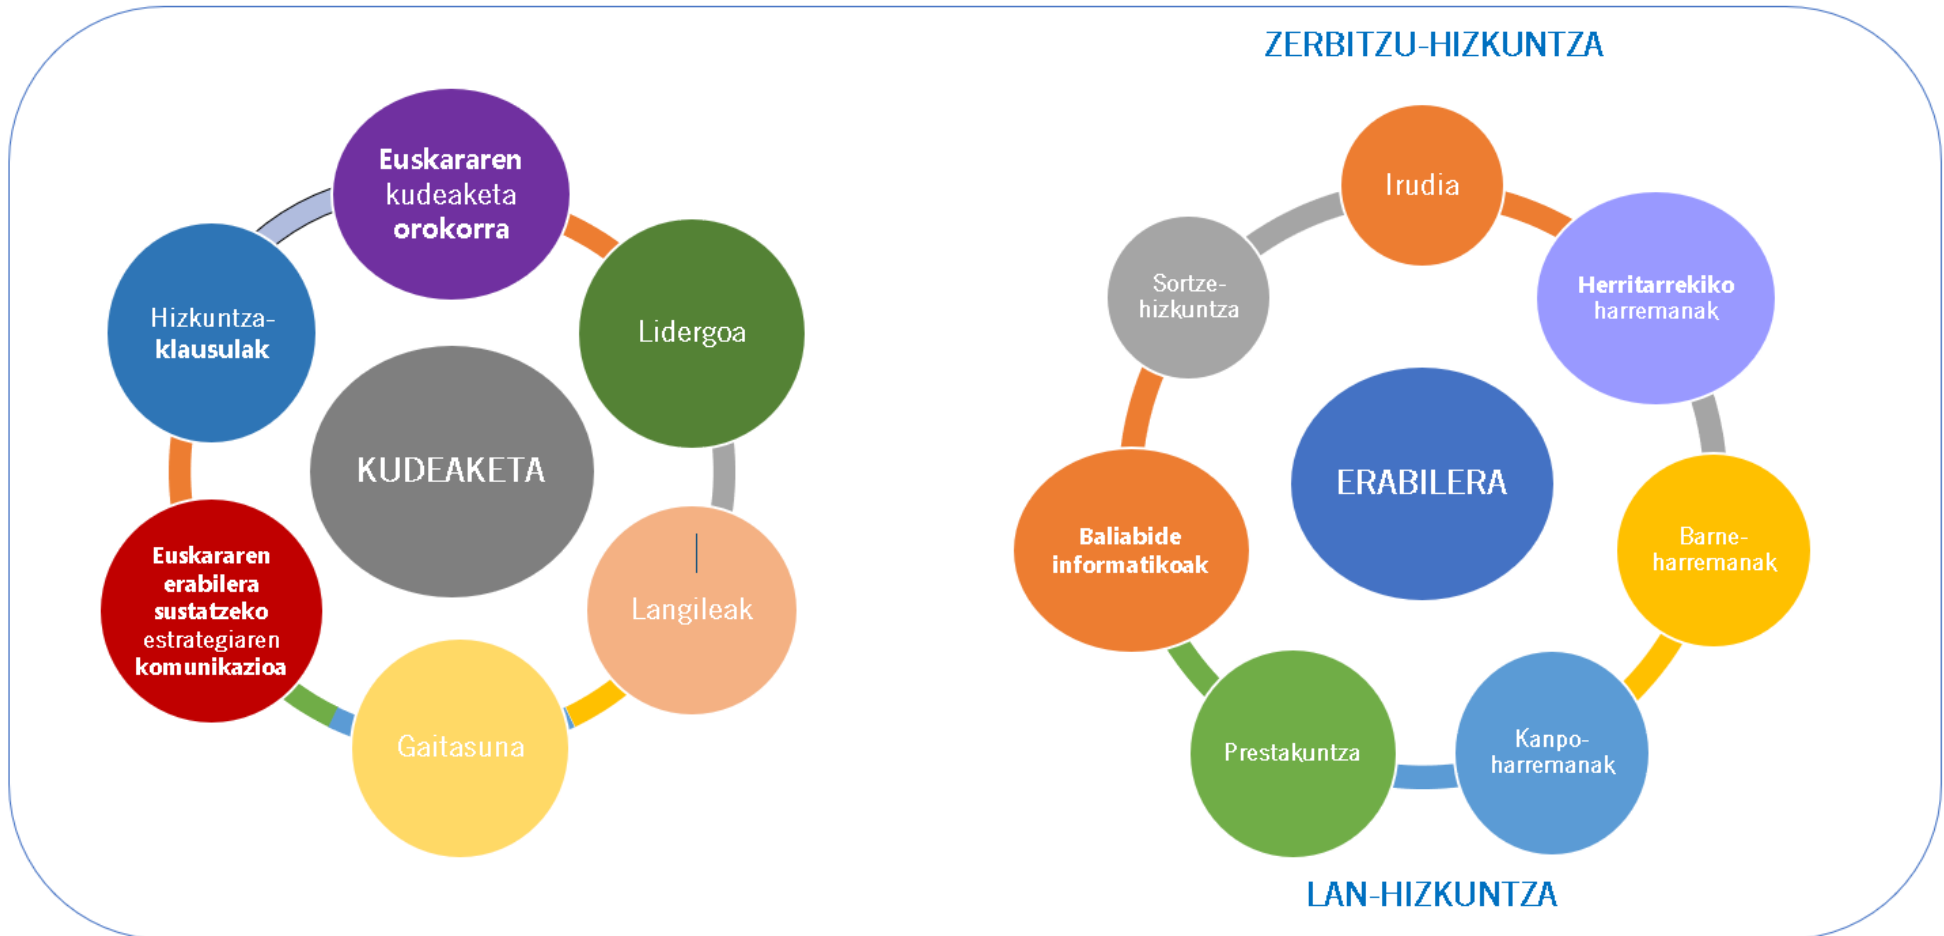 Euskararen
kudeaketa
orokorra
Lidergoa
Langileak
Gaitasuna
Euskararen
erabilera
sustatzeko
estrategiaren
komunikazioa
Hizkuntza-
klausulak
KUDEAKETA
ZERBITZU-HIZKUNTZA
Irudia
Herritarrekiko
harremanak
Barne-
harremanak
Kanpo-
harremanak
Prestakuntza
Baliabide
informatikoak
Sortze-
hizkuntza
ERABILERA
LAN-HIZKUNTZA